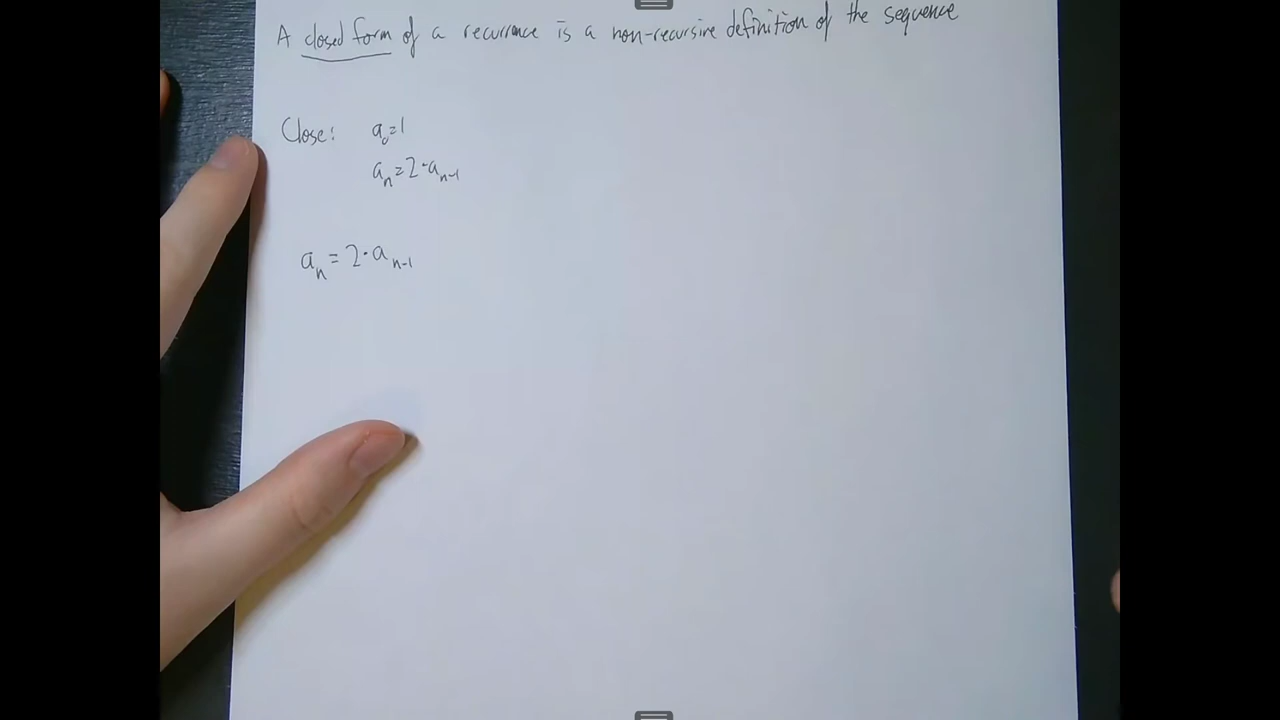 A closed form of a recurrence is a non-recursive definition of the sequence
Close: a₀=1
aₙ=2·aₙ₋₁
aₙ = 2·aₙ₋₁